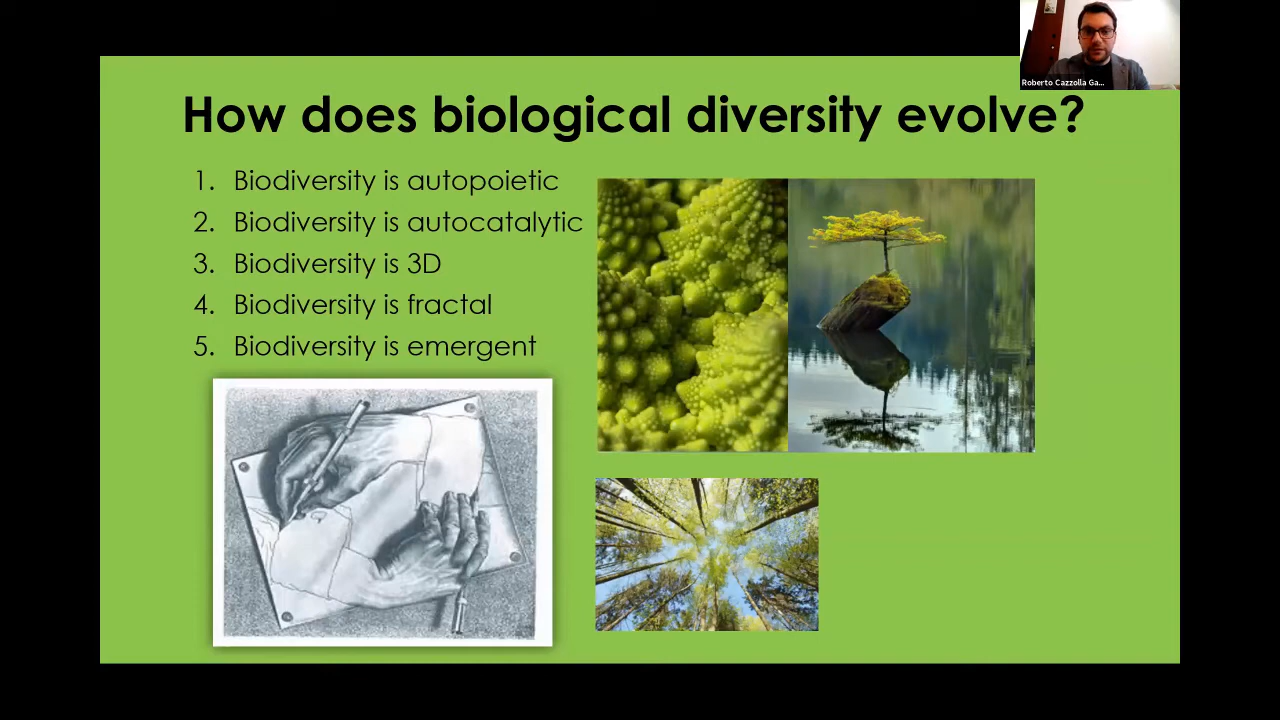 Roberto Cazzolla Ga...
How does biological diversity evolve?
1. Biodiversity is autopoietic
2. Biodiversity is autocatalytic
3. Biodiversity is 3D
4. Biodiversity is fractal
5. Biodiversity is emergent